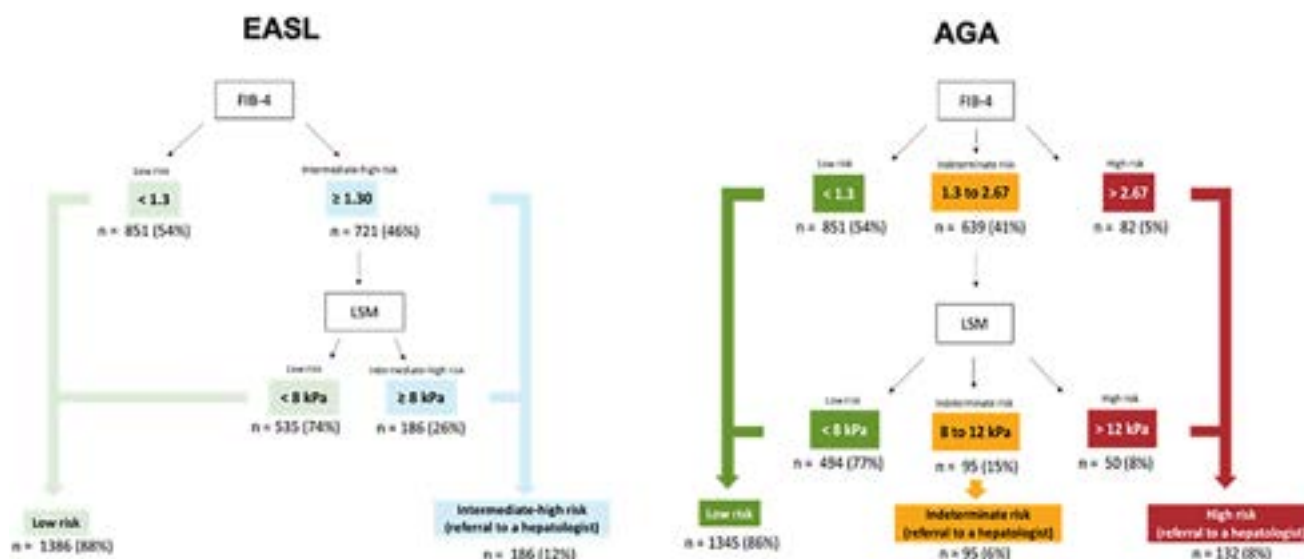 EASL
FIB-4
Low risk
Intermediate-high risk
< 1.3
≥ 1.30
n = 851 (54%)
n = 721 (46%)
LSM
Low risk
Intermediate-high risk
< 8 kPa
≥ 8 kPa
n = 535 (74%)
n = 186 (26%)
Low risk
n = 1386 (88%)
Intermediate-high risk
(referral to a hepatologist)
n = 186 (12%)
AGA
FIB-4
Low risk
Indeterminate risk
High risk
< 1.3
1.3 to 2.67
> 2.67
n = 851 (54%)
n = 639 (41%)
n = 82 (5%)
LSM
Low risk
Indeterminate risk
High risk
< 8 kPa
8 to 12 kPa
> 12 kPa
n = 494 (77%)
n = 95 (15%)
n = 50 (8%)
Low risk
n = 1345 (86%)
Indeterminate risk
(referral to a hepatologist)
n = 95 (6%)
High risk
(referral to a hepatologist)
n = 132 (8%)